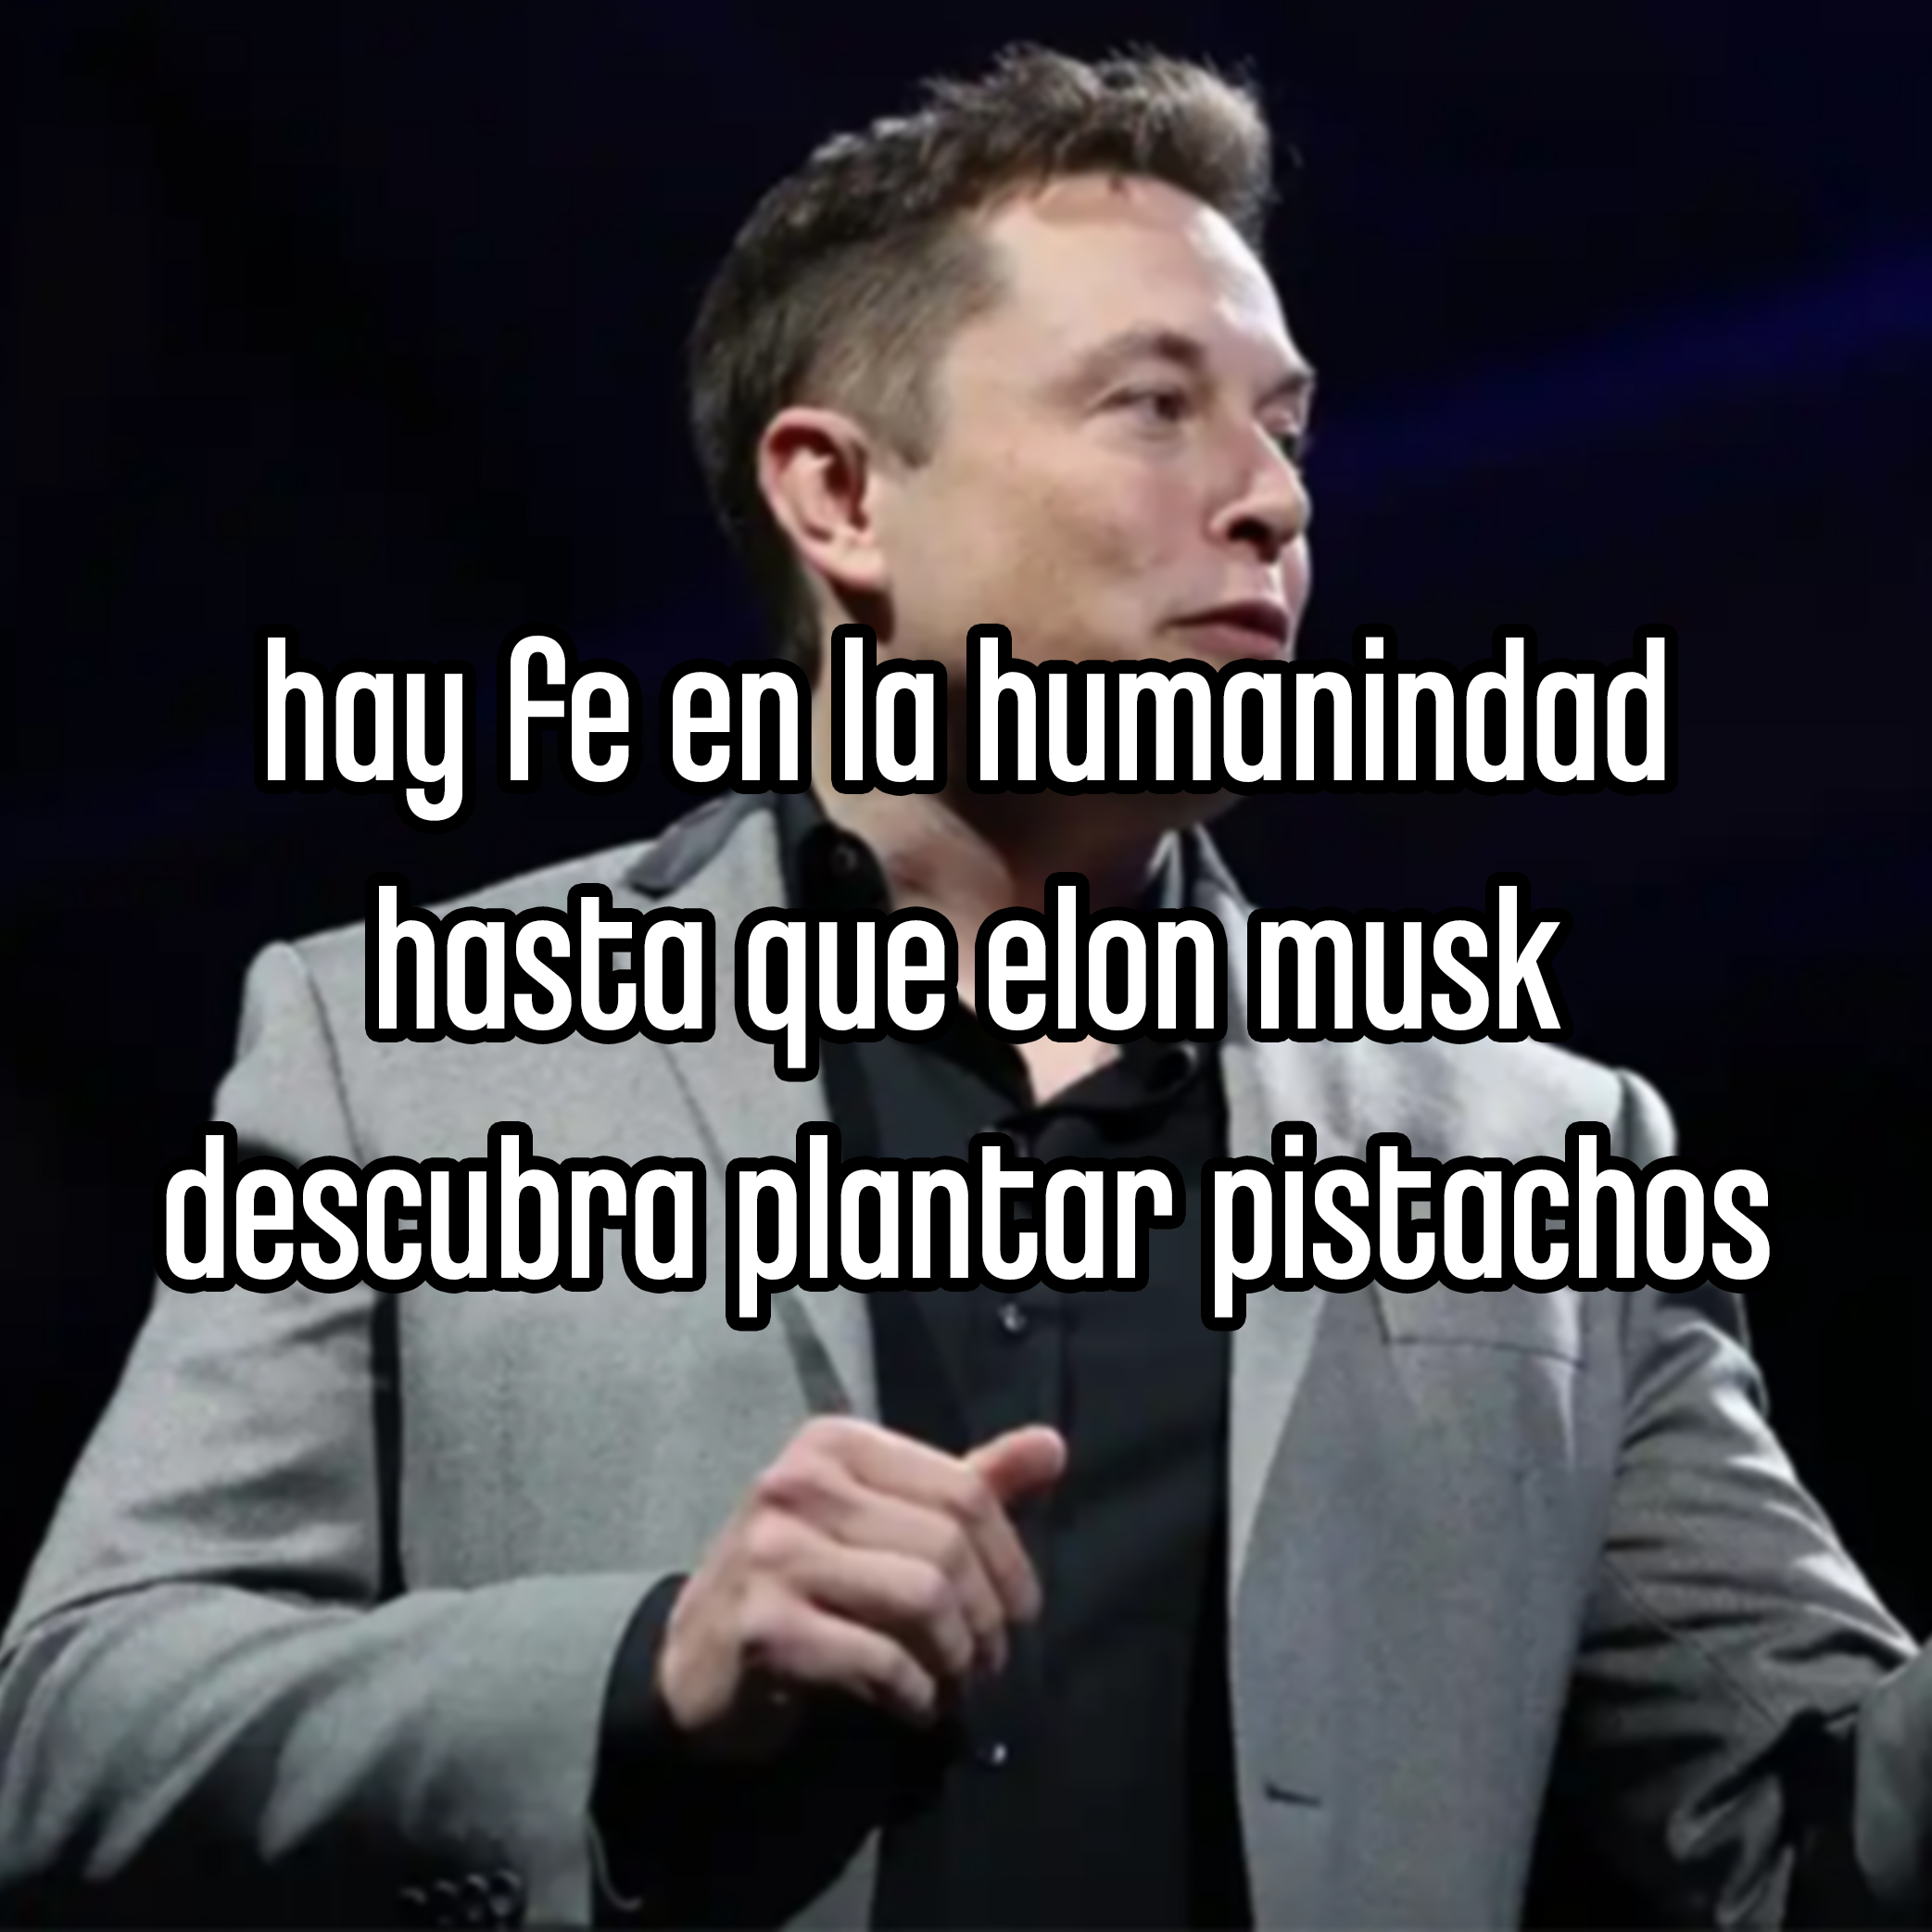 hay fe en la humanindad
hasta que elon musk
descubra plantar pistachos